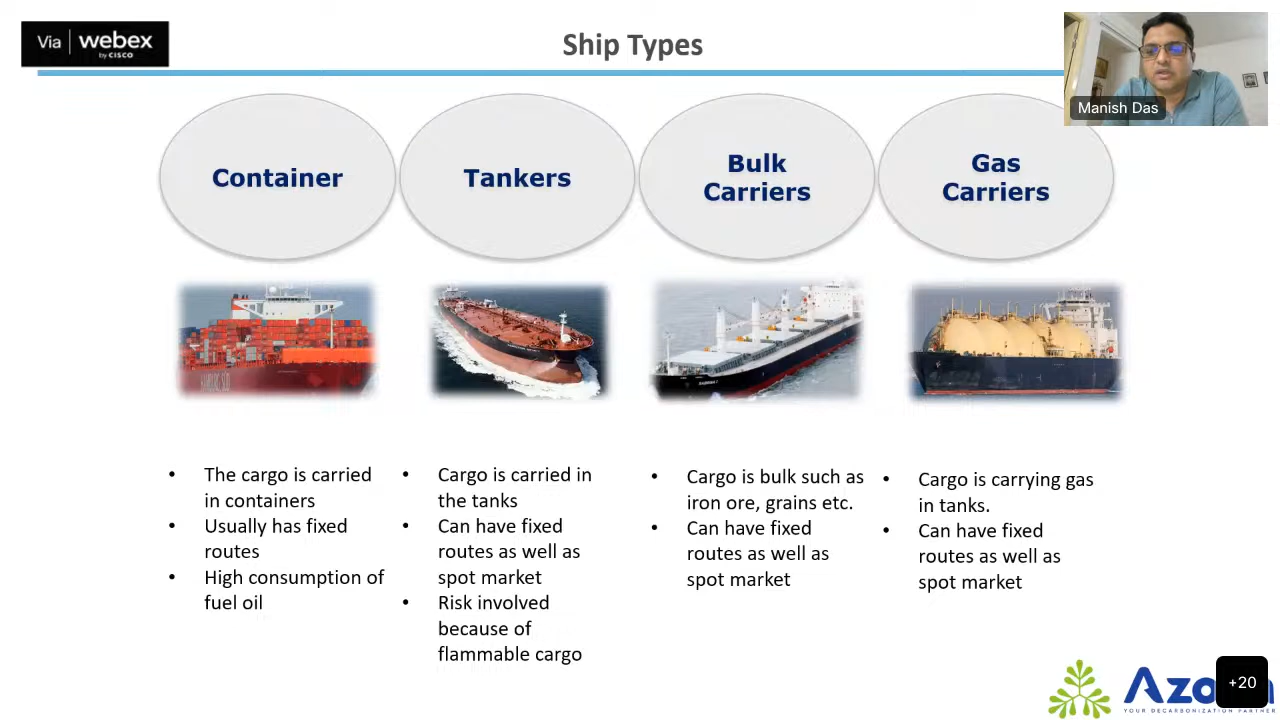 Via webex
by CISCO
Ship Types
Manish Das
Container
Tankers
Bulk
Carriers
Gas
Carriers
HAMBURG SÜD
• The cargo is carried
in containers
• Usually has fixed
routes
• High consumption of
fuel oil
• Cargo is carried in
the tanks
• Can have fixed
routes as well as
spot market
• Risk involved
because of
flammable cargo
• Cargo is bulk such as
iron ore, grains etc.
• Can have fixed
routes as well as
spot market
• Cargo is carrying gas
in tanks.
• Can have fixed
routes as well as
spot market
YOUR DECARBONIZATION PARTNER
+20